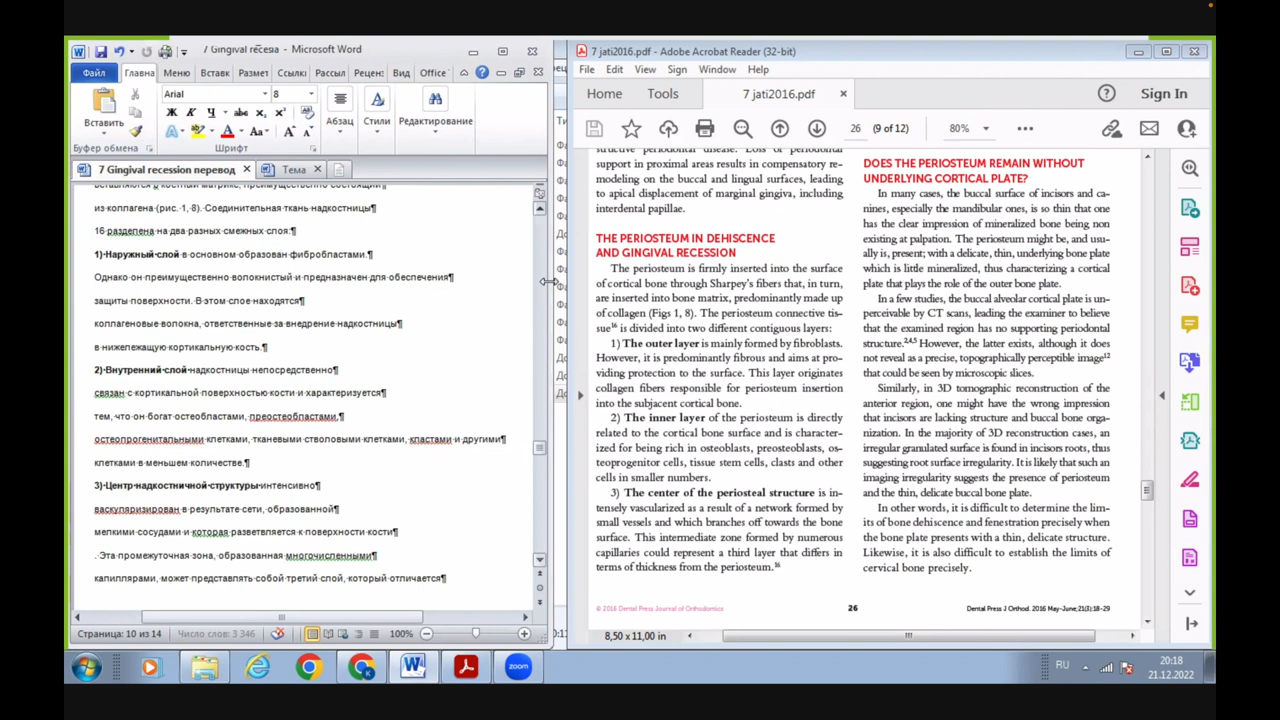 7 Gingival recesia - Microsoft Word
Файл
Главна
Меню
Вставк
Размет
Ссылкı
Рассыл
Рецен:
Вид
Office
Вставить
Arial
8
Ж К Ч abc x₂ x²
Абзац
Стили
Редактирование
Буфер обмена
Шрифт
7 Gingival recession перевод
Тема
вставляются в костный матрикс, преимущественно состоящий¶
из·коллагена·(рис.·1,·8).·Соединительная·ткань·надкостницы¶
16·разделена·на·два·разных·смежных·слоя:¶
1)·Наружный·слой·в·основном·образован·фибробластами.¶
Однако·он·преимущественно·волокнистый·и·предназначен·для·обеспечения¶
защиты·поверхности.·В·этом·слое·находятся¶
коллагеновые·волокна,·ответственные·за·внедрение·надкостницы¶
в·нижележащую·кортикальную·кость.¶
2)·Внутренний·слой·надкостницы·непосредственно¶
связан·с·кортикальной·поверхностью·кости·и·характеризуется¶
тем,·что·он·богат·остеобластами,·преостеобластами,¶
остеопрогенитальными·клетками,·тканевыми·стволовыми·клетками,·кластами·и·другими¶
клетками·в·меньшем·количестве.¶
3)·Центр·надкостничной·структуры·интенсивно¶
васкуляризирован·в·результате·сети,·образованной¶
мелкими·сосудами·и·которая·разветвляется·к·поверхности·кости¶
.·Эта·промежуточная·зона,·образованная·многочисленными¶
капиллярами,·может·представлять·собой·третий·слой,·который·отличается¶
Страница: 10 из 14
Число слов: 3 346
100%
7 jati2016.pdf - Adobe Acrobat Reader (32-bit)
File Edit View Sign Window Help
Home Tools 7 jati2016.pdf × Sign In
26 (9 of 12) 80%
structive periodontal disease. Loss of periodontal
support in proximal areas results in compensatory re-
modeling on the buccal and lingual surfaces, leading
to apical displacement of marginal gingiva, including
interdental papillae.
THE PERIOSTEUM IN DEHISCENCE
AND GINGIVAL RECESSION
The periosteum is firmly inserted into the surface
of cortical bone through Sharpey's fibers that, in turn,
are inserted into bone matrix, predominantly made up
of collagen (Figs 1, 8). The periosteum connective tis-
sue¹⁶ is divided into two different contiguous layers:
1) The outer layer is mainly formed by fibroblasts.
However, it is predominantly fibrous and aims at pro-
viding protection to the surface. This layer originates
collagen fibers responsible for periosteum insertion
into the subjacent cortical bone.
2) The inner layer of the periosteum is directly
related to the cortical bone surface and is character-
ized for being rich in osteoblasts, preosteoblasts, os-
teoprogenitor cells, tissue stem cells, clasts and other
cells in smaller numbers.
3) The center of the periosteal structure is in-
tensely vascularized as a result of a network formed by
small vessels and which branches off towards the bone
surface. This intermediate zone formed by numerous
capillaries could represent a third layer that differs in
terms of thickness from the periosteum.¹⁶
DOES THE PERIOSTEUM REMAIN WITHOUT
UNDERLYING CORTICAL PLATE?
In many cases, the buccal surface of incisors and ca-
nines, especially the mandibular ones, is so thin that one
has the clear impression of mineralized bone being non
existing at palpation. The periosteum might be, and usu-
ally is, present; with a delicate, thin, underlying bone plate
which is little mineralized, thus characterizing a cortical
plate that plays the role of the outer bone plate.
In a few studies, the buccal alveolar cortical plate is un-
perceivable by CT scans, leading the examiner to believe
that the examined region has no supporting periodontal
structure.²,⁴,⁵ However, the latter exists, although it does
not reveal as a precise, topographically perceptible image¹²
that could be seen by microscopic slices.
Similarly, in 3D tomographic reconstruction of the
anterior region, one might have the wrong impression
that incisors are lacking structure and buccal bone orga-
nization. In the majority of 3D reconstruction cases, an
irregular granulated surface is found in incisors roots, thus
suggesting root surface irregularity. It is likely that such an
imaging irregularity suggests the presence of periosteum
and the thin, delicate buccal bone plate.
In other words, it is difficult to determine the lim-
its of bone dehiscence and fenestration precisely when
the bone plate presents with a thin, delicate structure.
Likewise, it is also difficult to establish the limits of
cervical bone precisely.
© 2016 Dental Press Journal of Orthodontics
26
Dental Press J Orthod. 2016 May-June;21(3):18-29
8,50 x 11,00 in
zoom
RU
20:18
21.12.2022